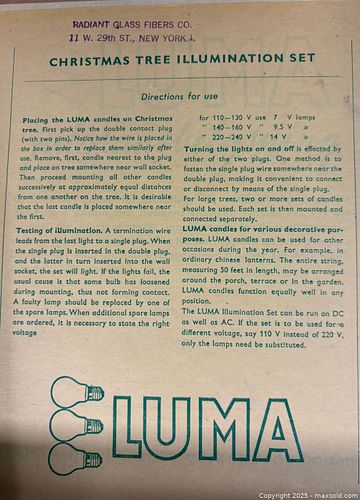 RADIANT GLASS FIBERS CO.
11 W. 29th ST., NEW YORK 1.
CHRISTMAS TREE ILLUMINATION SET
Directions for use
Placing the LUMA candles on Christmas
tree. First pick up the double contact plug
(with two pins). Notice how the wire is placed
in the box in order to replace them similarly after
use. Remove, first, candle nearest to the plug
and place on tree somewhere near wall socket.
Then proceed mounting all other candles
successively at approximately equal distances
from one another on the tree. It is desirable
that the last candle is placed somewhere near
the first.
Testing of illumination. A termination wire
leads from the last light to a single plug. When
the single plug is inserted in the double plug,
and the latter in turn inserted into the wall
socket, the set will light. If the lights fail, the
usual cause is that some bulb has loosened
during mounting, thus not forming contact.
A faulty lamp should be replaced by one of
the spare lamps. When additional spare lamps
are ordered, it is necessary to state the right
voltage
for 110—130 V use 7 V lamps
" 140—160 V " 9.5 V »
" 220—240 V " 14 V »
Turning the lights on and off is effected by
either of the two plugs. One method is to
fasten the single plug wire somewhere near the
double plug, making it convenient to connect
or disconnect by means of the single plug.
For large trees, two or more sets of candles
should be used. Each set is then mounted and
connected separately.
LUMA candles for various decorative pur-
poses. LUMA candles can be used for other
occasions during the year. For example, in
ordinary chinese lanterns. The entire string,
measuring 50 feet in length, may be arranged
around the porch, terrace or in the garden.
LUMA candles function equally well in any
position.
The LUMA Illumination Set can be run on DC
as well as AC. If the set is to be used for a
different voltage, say 110 V instead of 220 V,
only the lamps need be substituted.
LUMA
Copyright 2025 - maxsold.com